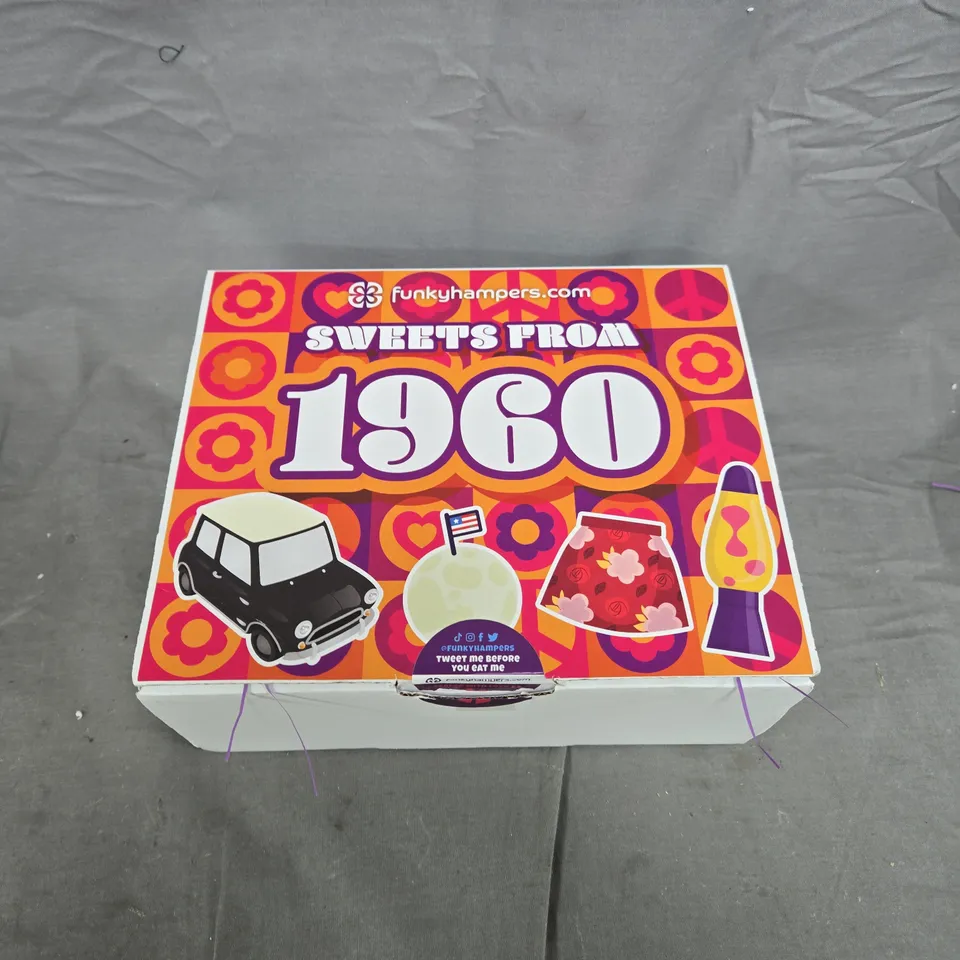 funkyhampers.com
SWEETS FROM
1960
@FUNKYHAMPERS
TWEET ME BEFORE
YOU EAT ME